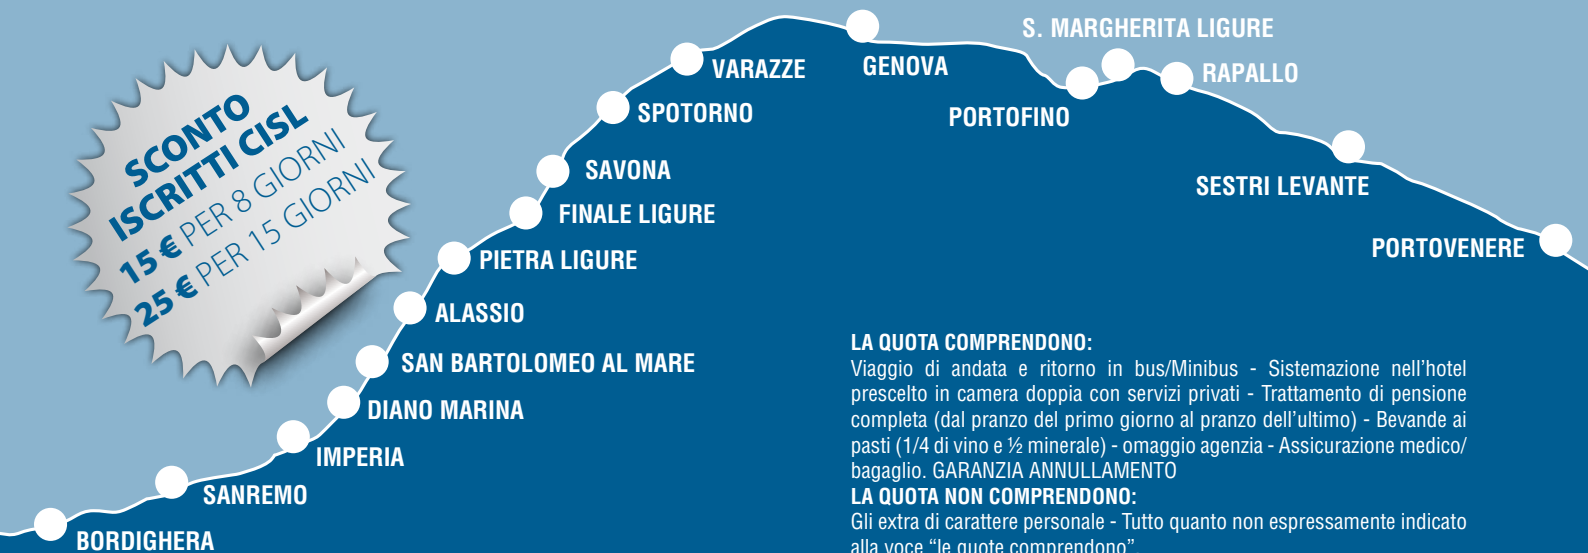 SCONTO
ISCRITTI CISL
15 € PER 8 GIORNI
25 € PER 15 GIORNI
S. MARGHERITA LIGURE
VARAZZE
GENOVA
RAPALLO
SPOTORNO
PORTOFINO
SAVONA
SESTRI LEVANTE
FINALE LIGURE
PORTOVENERE
PIETRA LIGURE
ALASSIO
SAN BARTOLOMEO AL MARE
DIANO MARINA
IMPERIA
SANREMO
BORDIGHERA
LA QUOTA COMPRENDONO:
Viaggio di andata e ritorno in bus/Minibus - Sistemazione nell'hotel
prescelto in camera doppia con servizi privati - Trattamento di pensione
completa (dal pranzo del primo giorno al pranzo dell'ultimo) - Bevande ai
pasti (1/4 di vino e ½ minerale) - omaggio agenzia - Assicurazione medico/
bagaglio. GARANZIA ANNULLAMENTO
LA QUOTA NON COMPRENDONO:
Gli extra di carattere personale - Tutto quanto non espressamente indicato
alla voce "le quote comprendono".